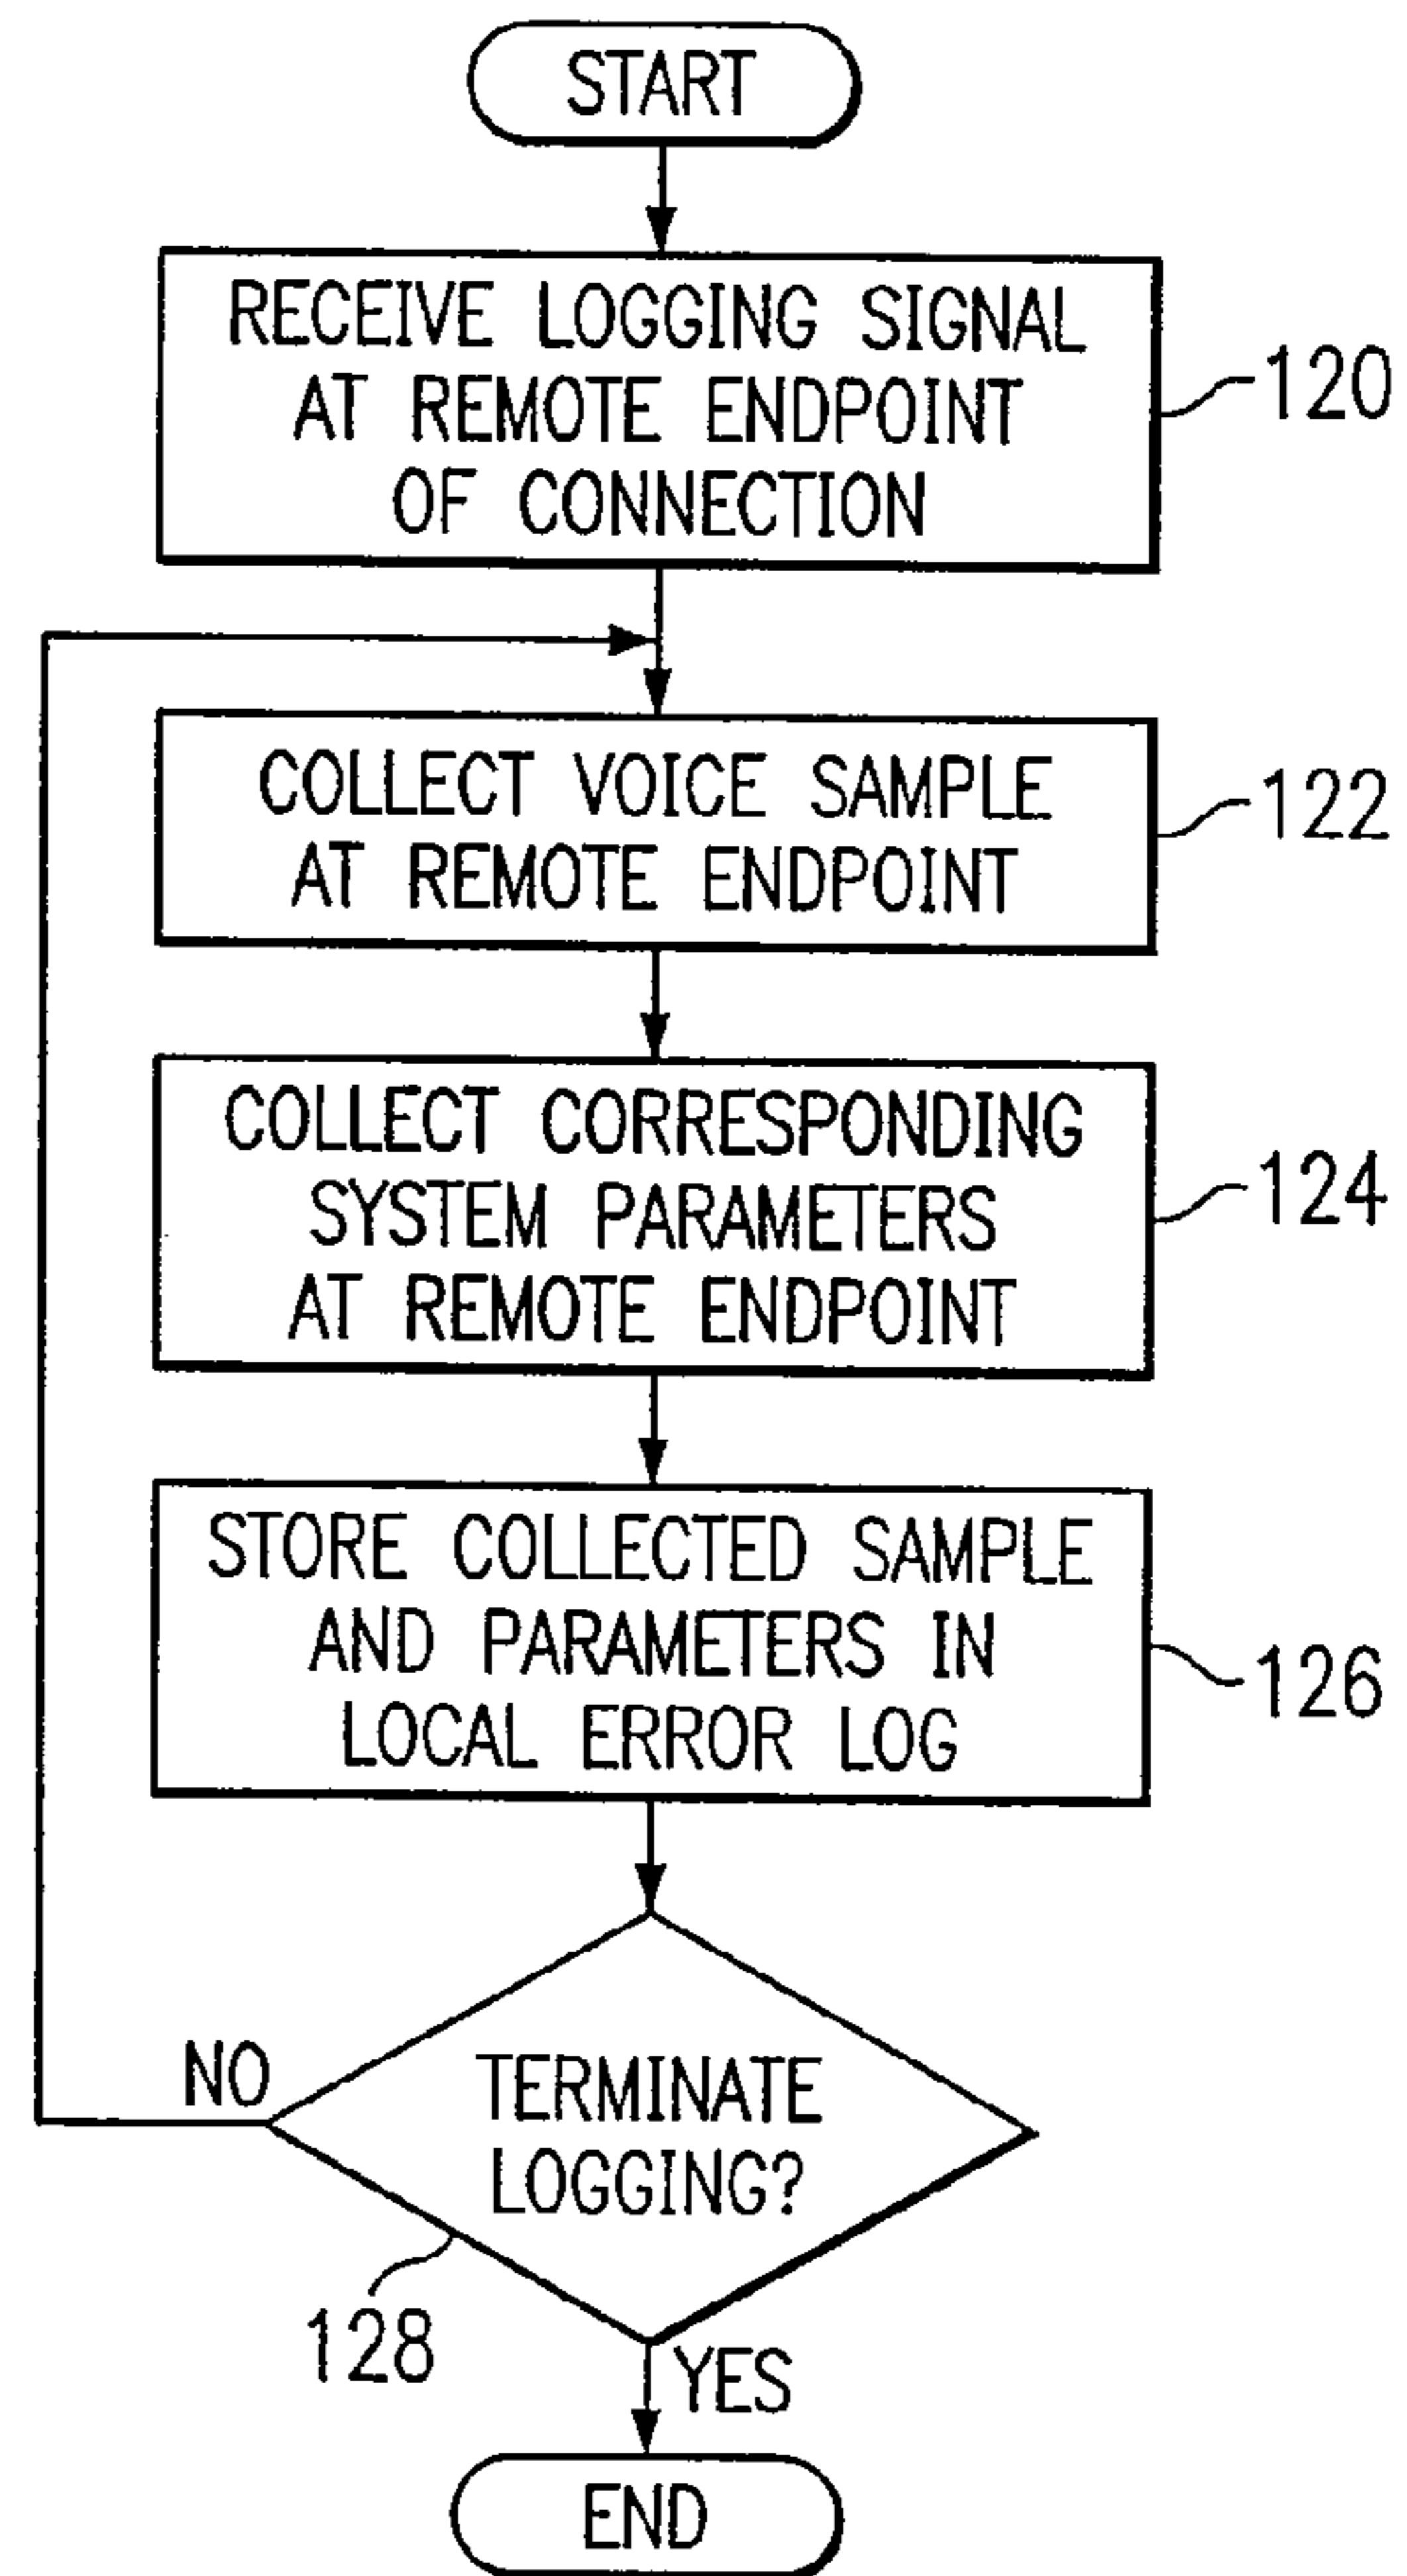 START
RECEIVE LOGGING SIGNAL
AT REMOTE ENDPOINT
OF CONNECTION
120
COLLECT VOICE SAMPLE
AT REMOTE ENDPOINT
122
COLLECT CORRESPONDING
SYSTEM PARAMETERS
AT REMOTE ENDPOINT
124
STORE COLLECTED SAMPLE
AND PARAMETERS IN
LOCAL ERROR LOG
126
NO
TERMINATE
LOGGING?
128
YES
END